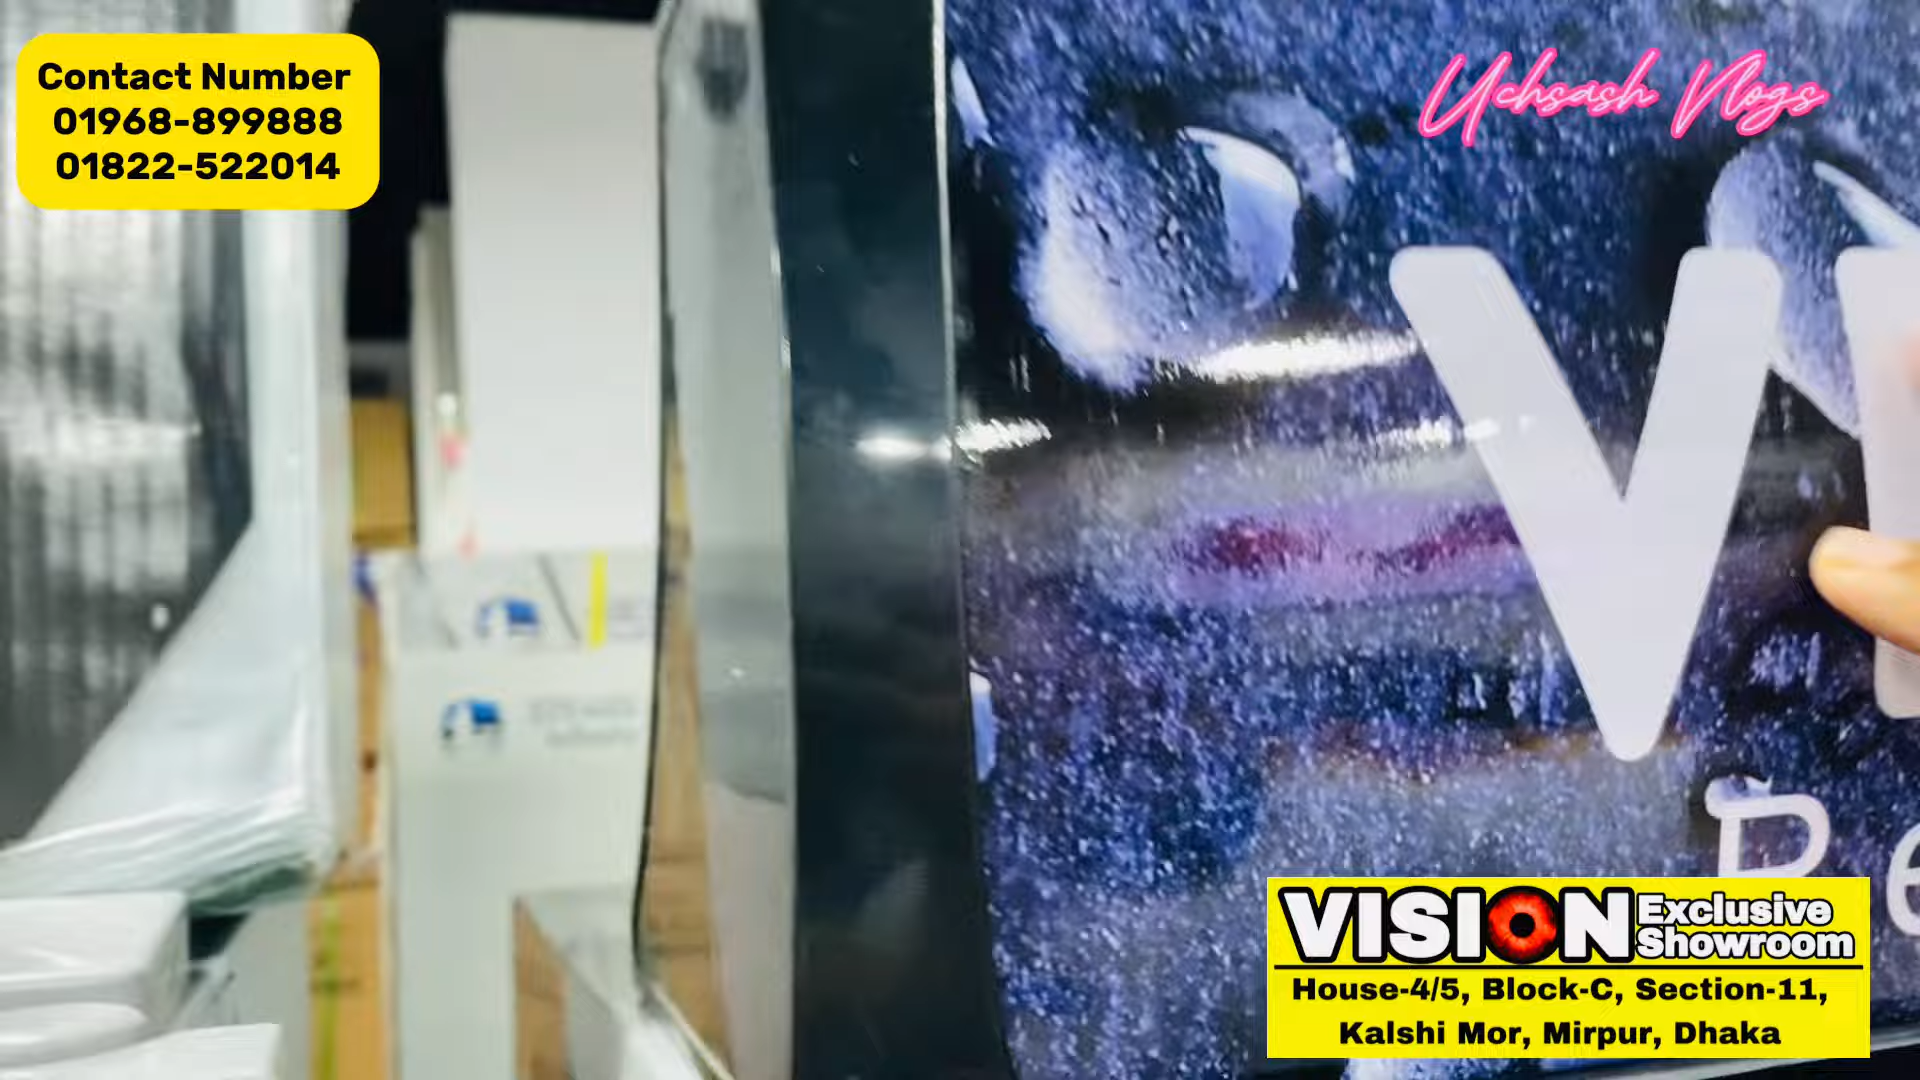 Contact Number
01968-899888
01822-522014
Uchsash Vlogs
V
VISION Exclusive Showroom
House-4/5, Block-C, Section-11,
Kalshi Mor, Mirpur, Dhaka